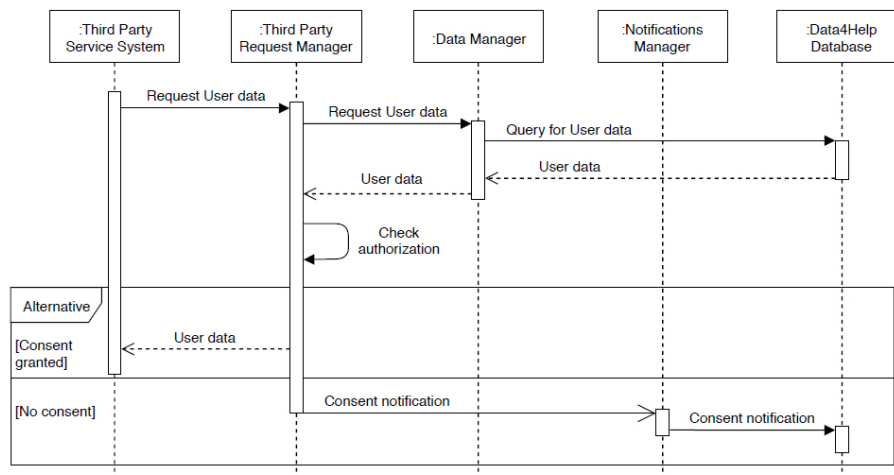 :Third Party
Service System
:Third Party
Request Manager
:Data Manager
:Notifications
Manager
:Data4Help
Database
Request User data
Request User data
Query for User data
User data
User data
Check
authorization
Alternative
[Consent
granted]
User data
[No consent]
Consent notification
Consent notification